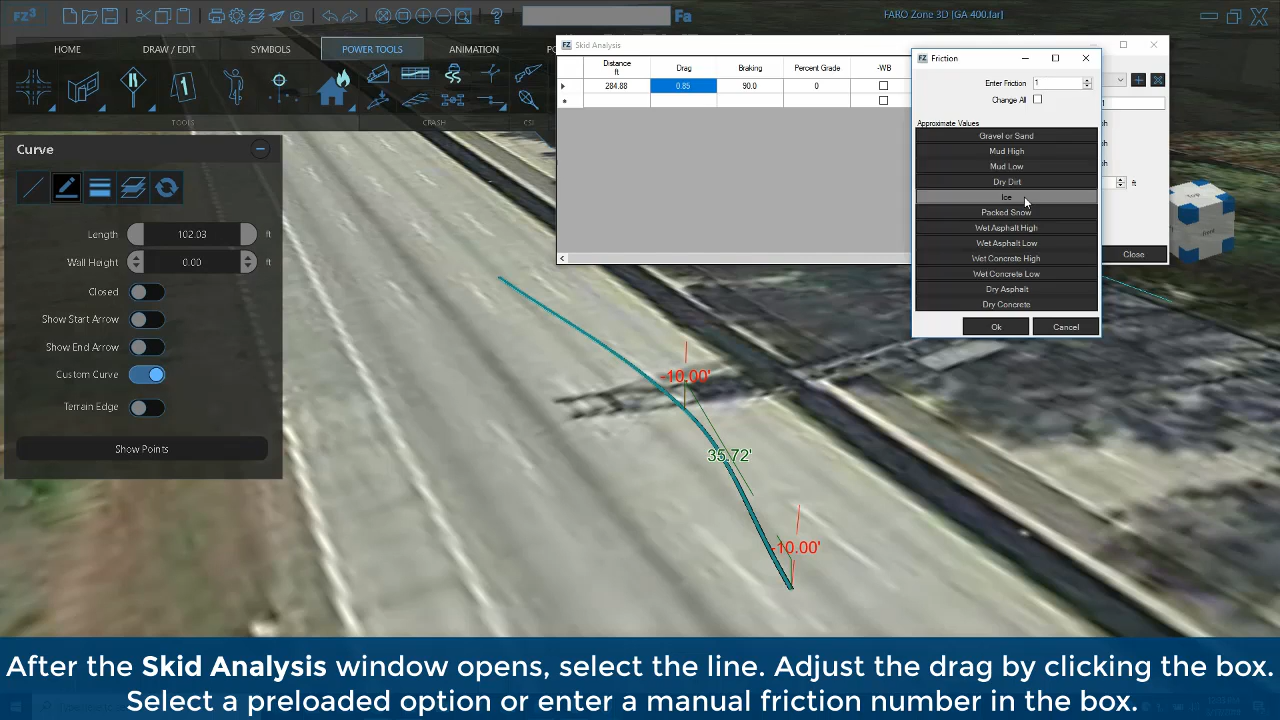 FZ³
Fa
FARO Zone 3D [GA 400.far]
HOME
DRAW / EDIT
SYMBOLS
POWER TOOLS
ANIMATION
TOOLS
CRASH
CSI
FZ Skid Analysis
Distance ft
Drag
Braking
Percent Grade
-WB
284.88
0.85
90.0
0
ft
Close
FZ Friction
Enter Friction 1
Change All
Approximate Values
Gravel or Sand
Mud High
Mud Low
Dry Dirt
Ice
Packed Snow
Wet Asphalt High
Wet Asphalt Low
Wet Concrete High
Wet Concrete Low
Dry Asphalt
Dry Concrete
Ok
Cancel
Curve
Length 102.03 ft
Wall Height 0.00 ft
Closed
Show Start Arrow
Show End Arrow
Custom Curve
Terrain Edge
Show Points
-10.00'
35.72'
-10.00'
After the Skid Analysis window opens, select the line. Adjust the drag by clicking the box.
Select a preloaded option or enter a manual friction number in the box.